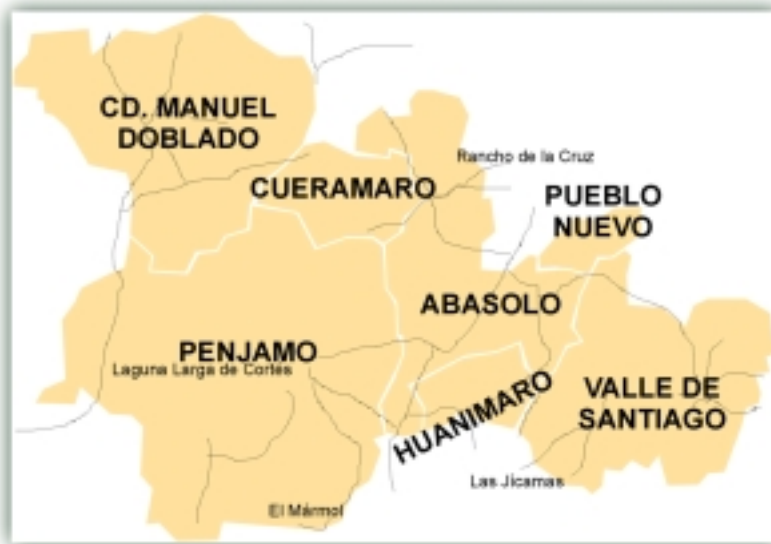 CD. MANUEL
DOBLADO
Rancho de la Cruz
CUERAMARO
PUEBLO
NUEVO
ABASOLO
PENJAMO
Laguna Larga de Cortés
HUANIMARO
VALLE DE
SANTIAGO
Las Jícamas
El Mármol